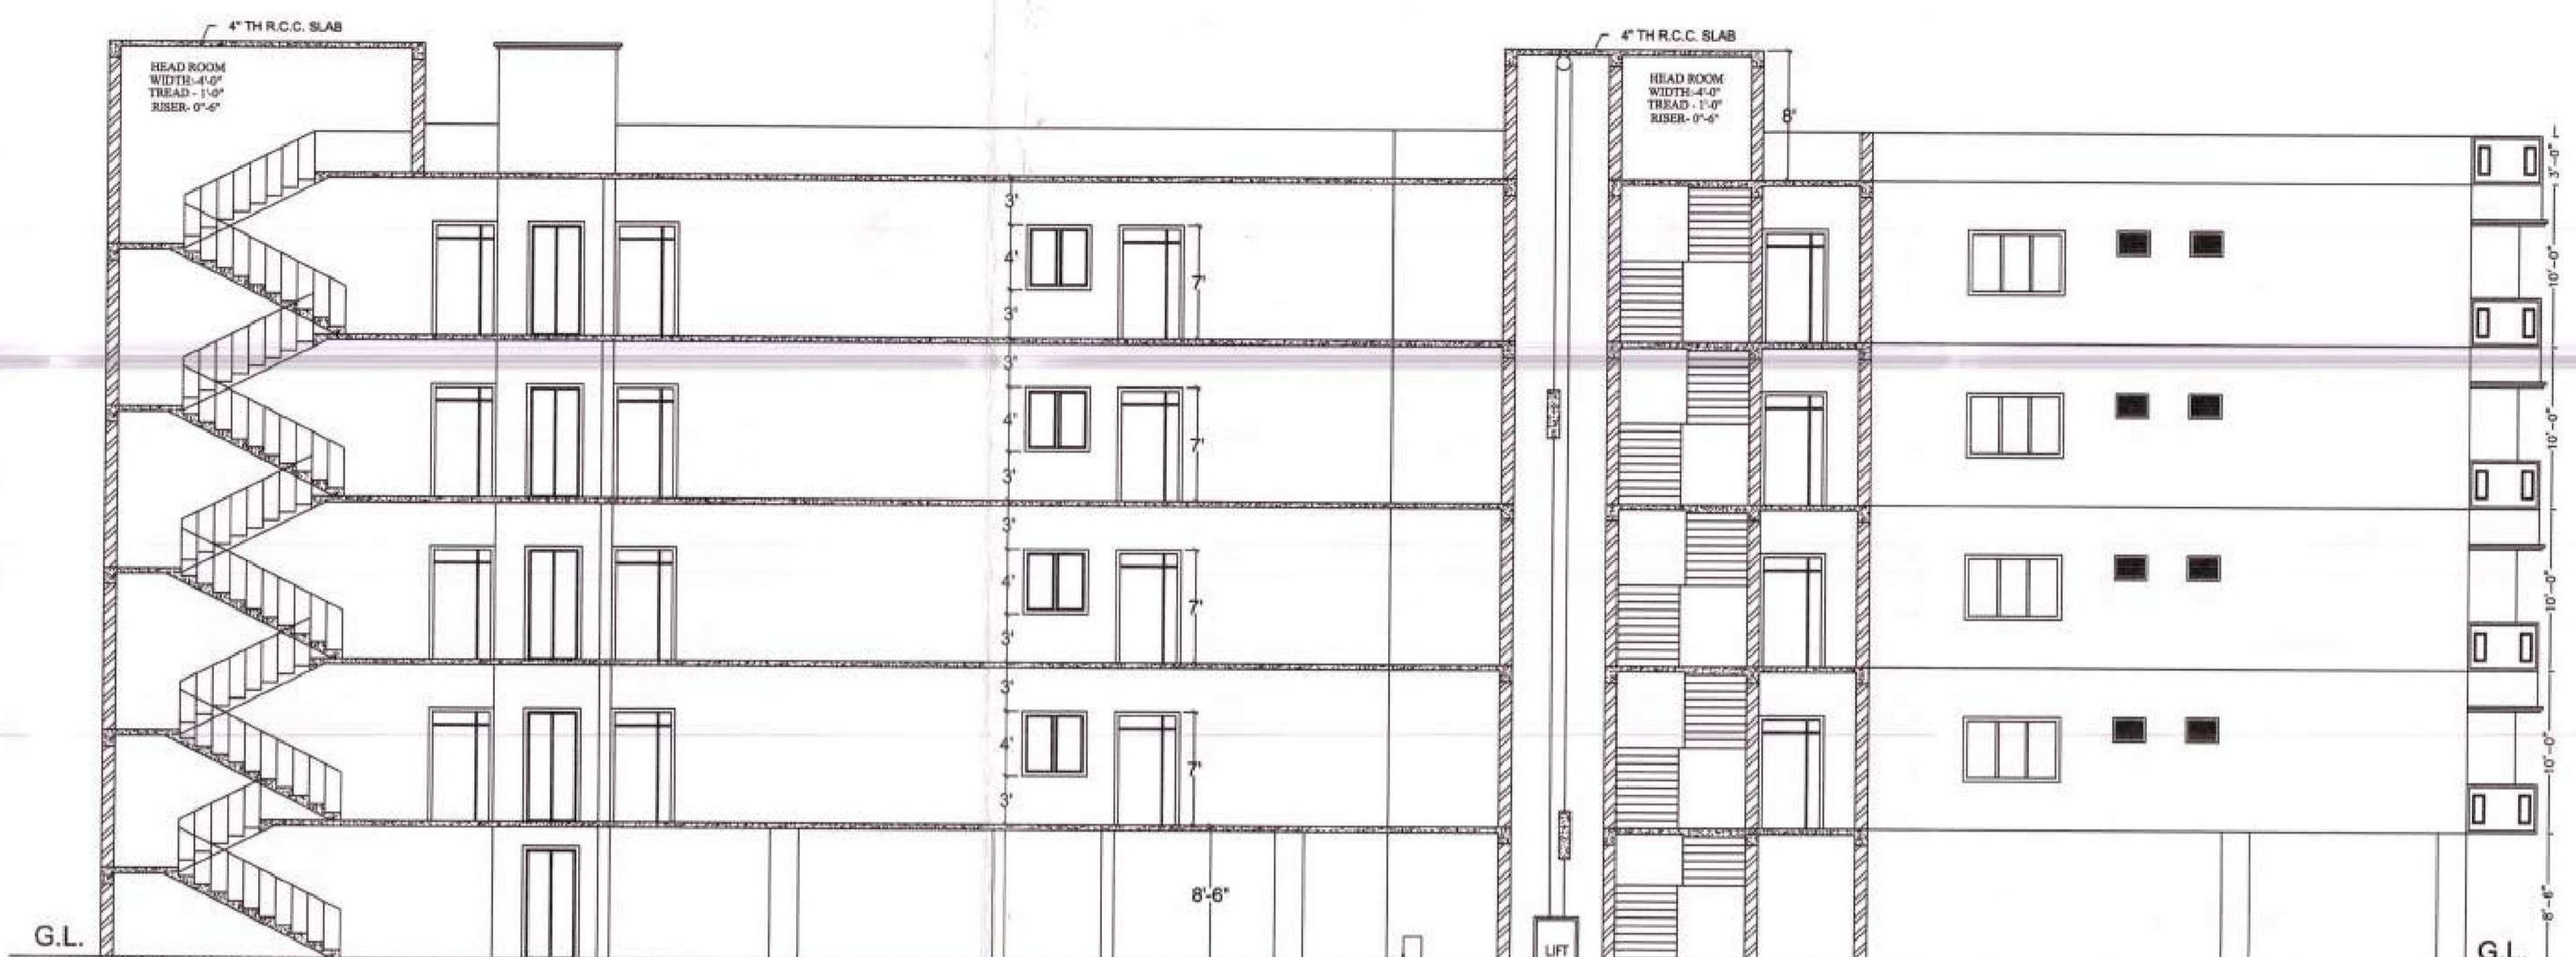 4" TH R.C.C. SLAB
HEAD ROOM
WIDTH:-4'-0"
TREAD - 1'-0"
RISER- 0"-6"
4" TH R.C.C. SLAB
HEAD ROOM
WIDTH:-4'-0"
TREAD - 1'-0"
RISER- 0"-6"
8'
3'-0"
3'
4'
3'
7'
10'-0"
3'
4'
3'
7'
10'-0"
3'
4'
3'
7'
10'-0"
3'
4'
3'
7'
10'-0"
8'-6"
8'-6"
G.L.
LIFT
G.L.